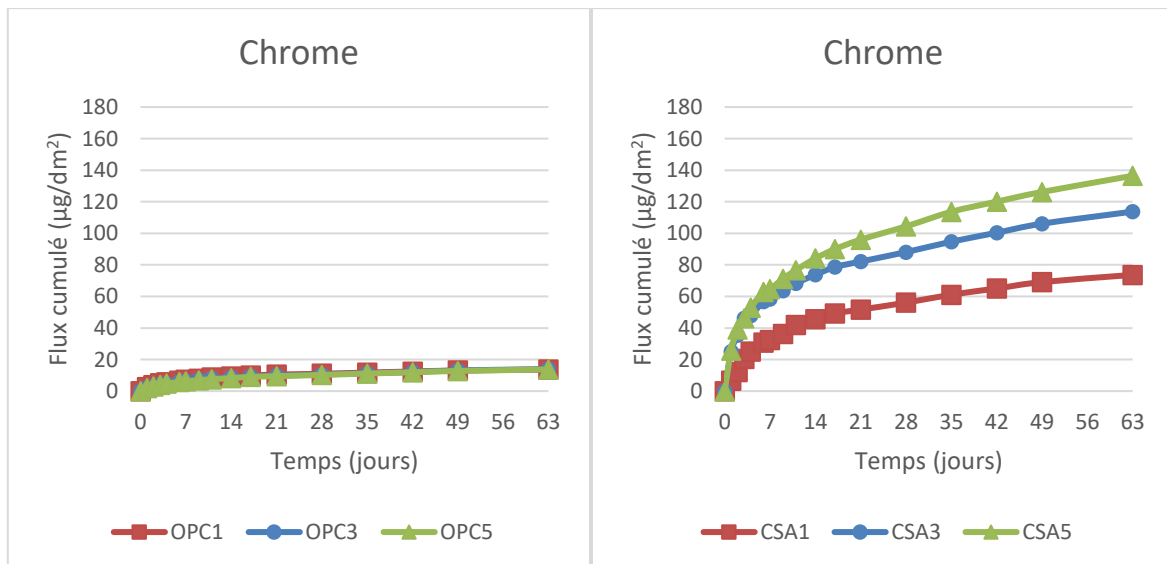 Chrome
180
160
140
120
100
80
60
40
20
0
Flux cumulé (µg/dm²)
0 7 14 21 28 35 42 49 56 63
Temps (jours)
OPC1 OPC3 OPC5
Chrome
180
160
140
120
100
80
60
40
20
0
Flux cumulé (µg/dm²)
0 7 14 21 28 35 42 49 56 63
Temps (jours)
CSA1 CSA3 CSA5